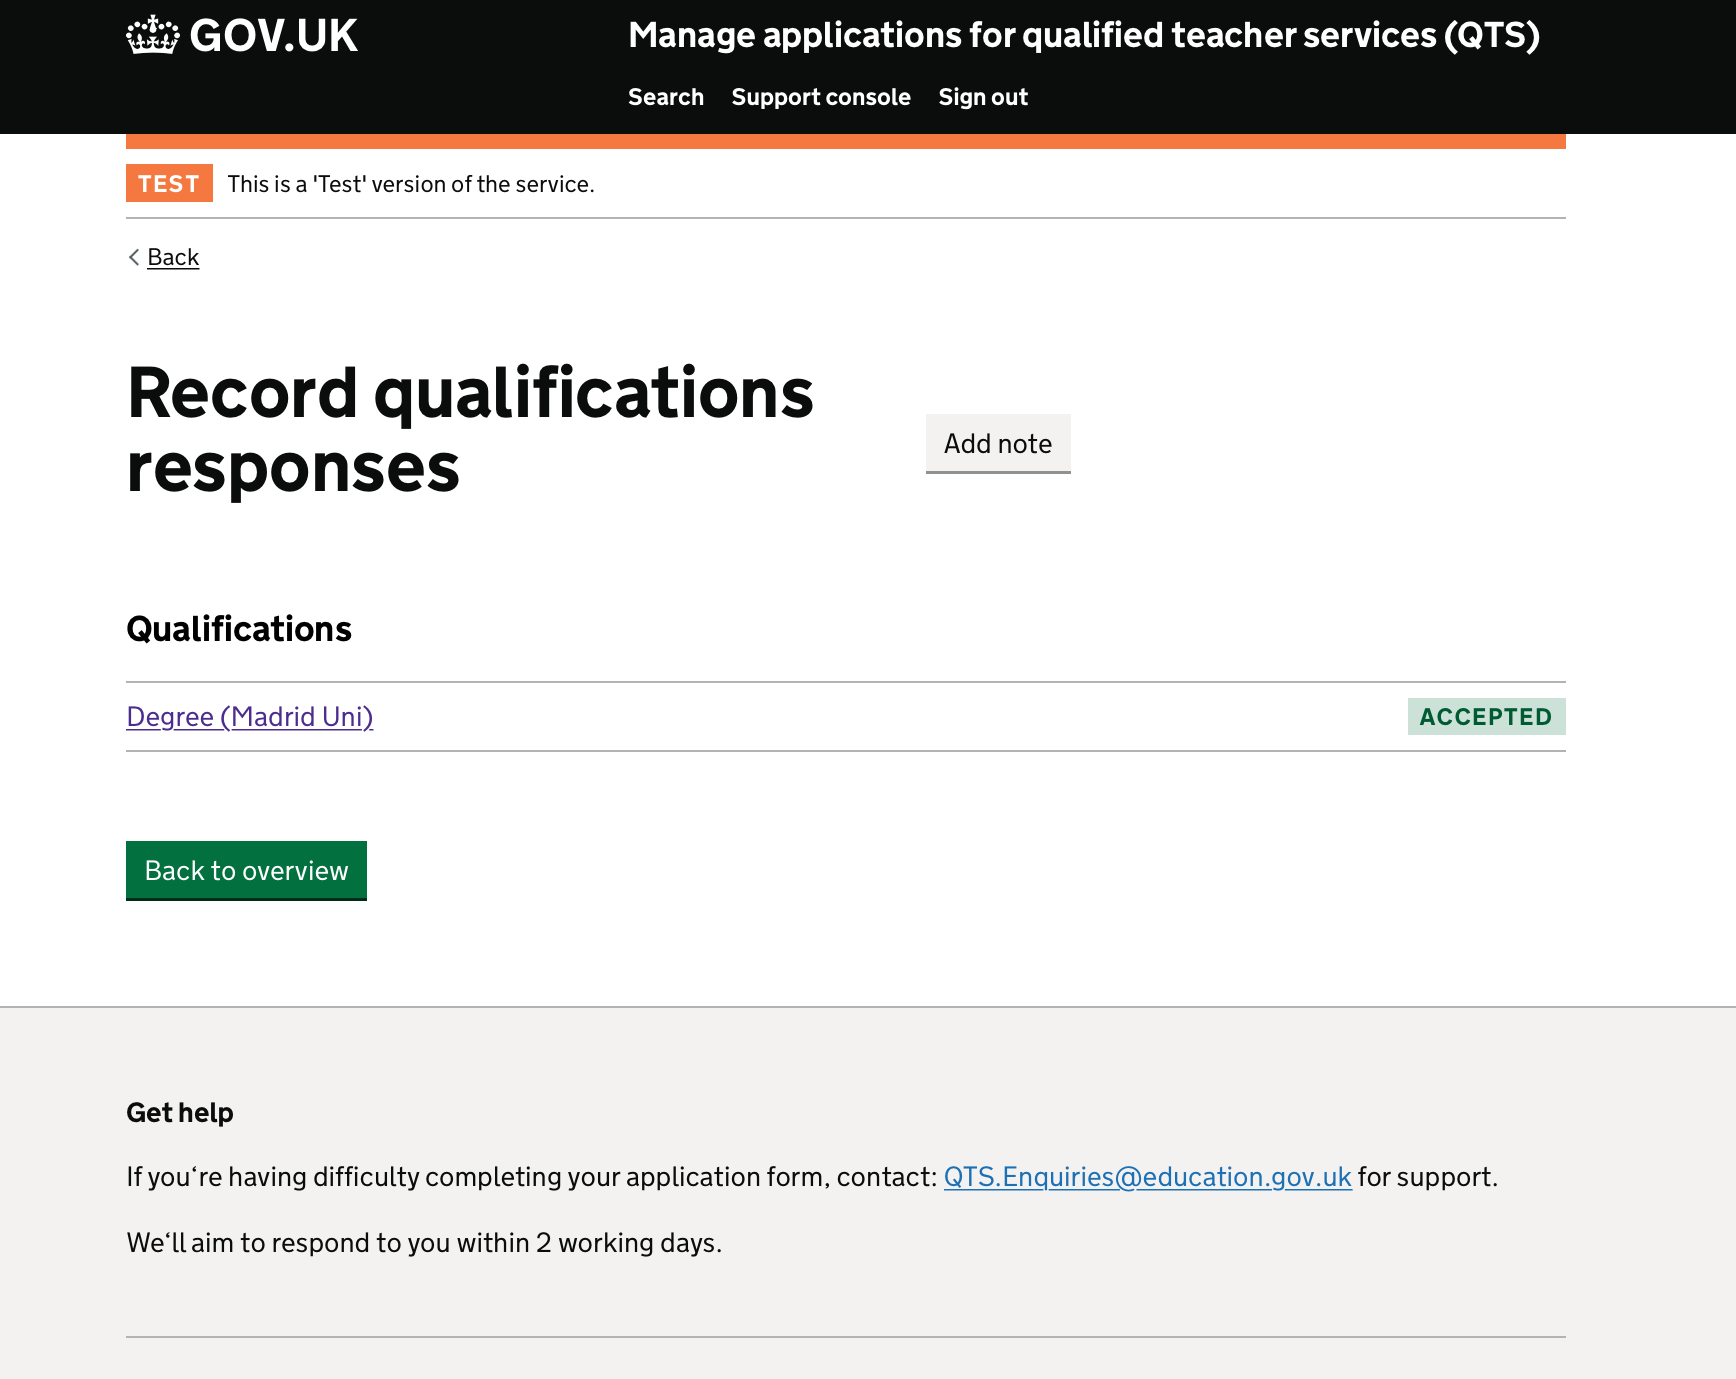 GOV.UK
Manage applications for qualified teacher services (QTS)
Search Support console Sign out
TEST This is a 'Test' version of the service.
Back
Record qualifications
responses
Add note
Qualifications
Degree (Madrid Uni) ACCEPTED
Back to overview
Get help
If you‘re having difficulty completing your application form, contact: QTS.Enquiries@education.gov.uk for support.
We‘ll aim to respond to you within 2 working days.